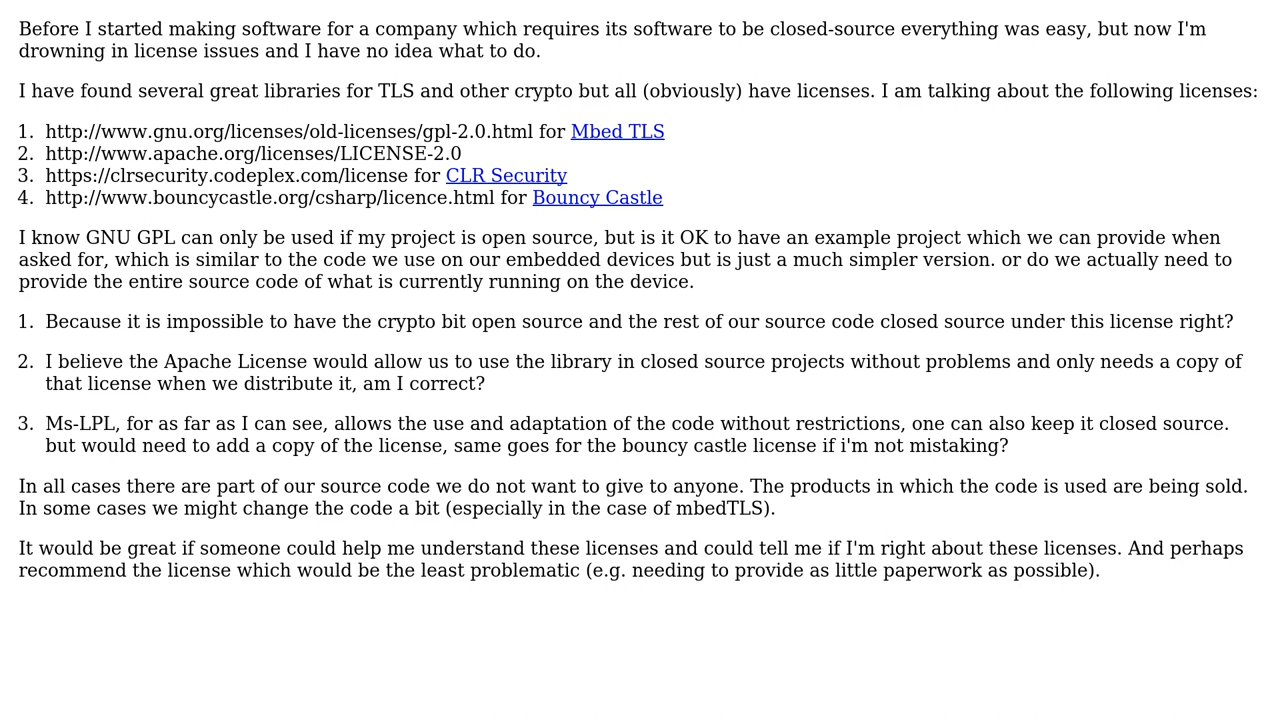 Before I started making software for a company which requires its software to be closed-source everything was easy, but now I'm
drowning in license issues and I have no idea what to do.
I have found several great libraries for TLS and other crypto but all (obviously) have licenses. I am talking about the following licenses:
1. http://www.gnu.org/licenses/old-licenses/gpl-2.0.html for Mbed TLS
2. http://www.apache.org/licenses/LICENSE-2.0
3. https://clrsecurity.codeplex.com/license for CLR Security
4. http://www.bouncycastle.org/csharp/licence.html for Bouncy Castle
I know GNU GPL can only be used if my project is open source, but is it OK to have an example project which we can provide when
asked for, which is similar to the code we use on our embedded devices but is just a much simpler version. or do we actually need to
provide the entire source code of what is currently running on the device.
1. Because it is impossible to have the crypto bit open source and the rest of our source code closed source under this license right?
2. I believe the Apache License would allow us to use the library in closed source projects without problems and only needs a copy of
that license when we distribute it, am I correct?
3. Ms-LPL, for as far as I can see, allows the use and adaptation of the code without restrictions, one can also keep it closed source.
but would need to add a copy of the license, same goes for the bouncy castle license if i'm not mistaking?
In all cases there are part of our source code we do not want to give to anyone. The products in which the code is used are being sold.
In some cases we might change the code a bit (especially in the case of mbedTLS).
It would be great if someone could help me understand these licenses and could tell me if I'm right about these licenses. And perhaps
recommend the license which would be the least problematic (e.g. needing to provide as little paperwork as possible).